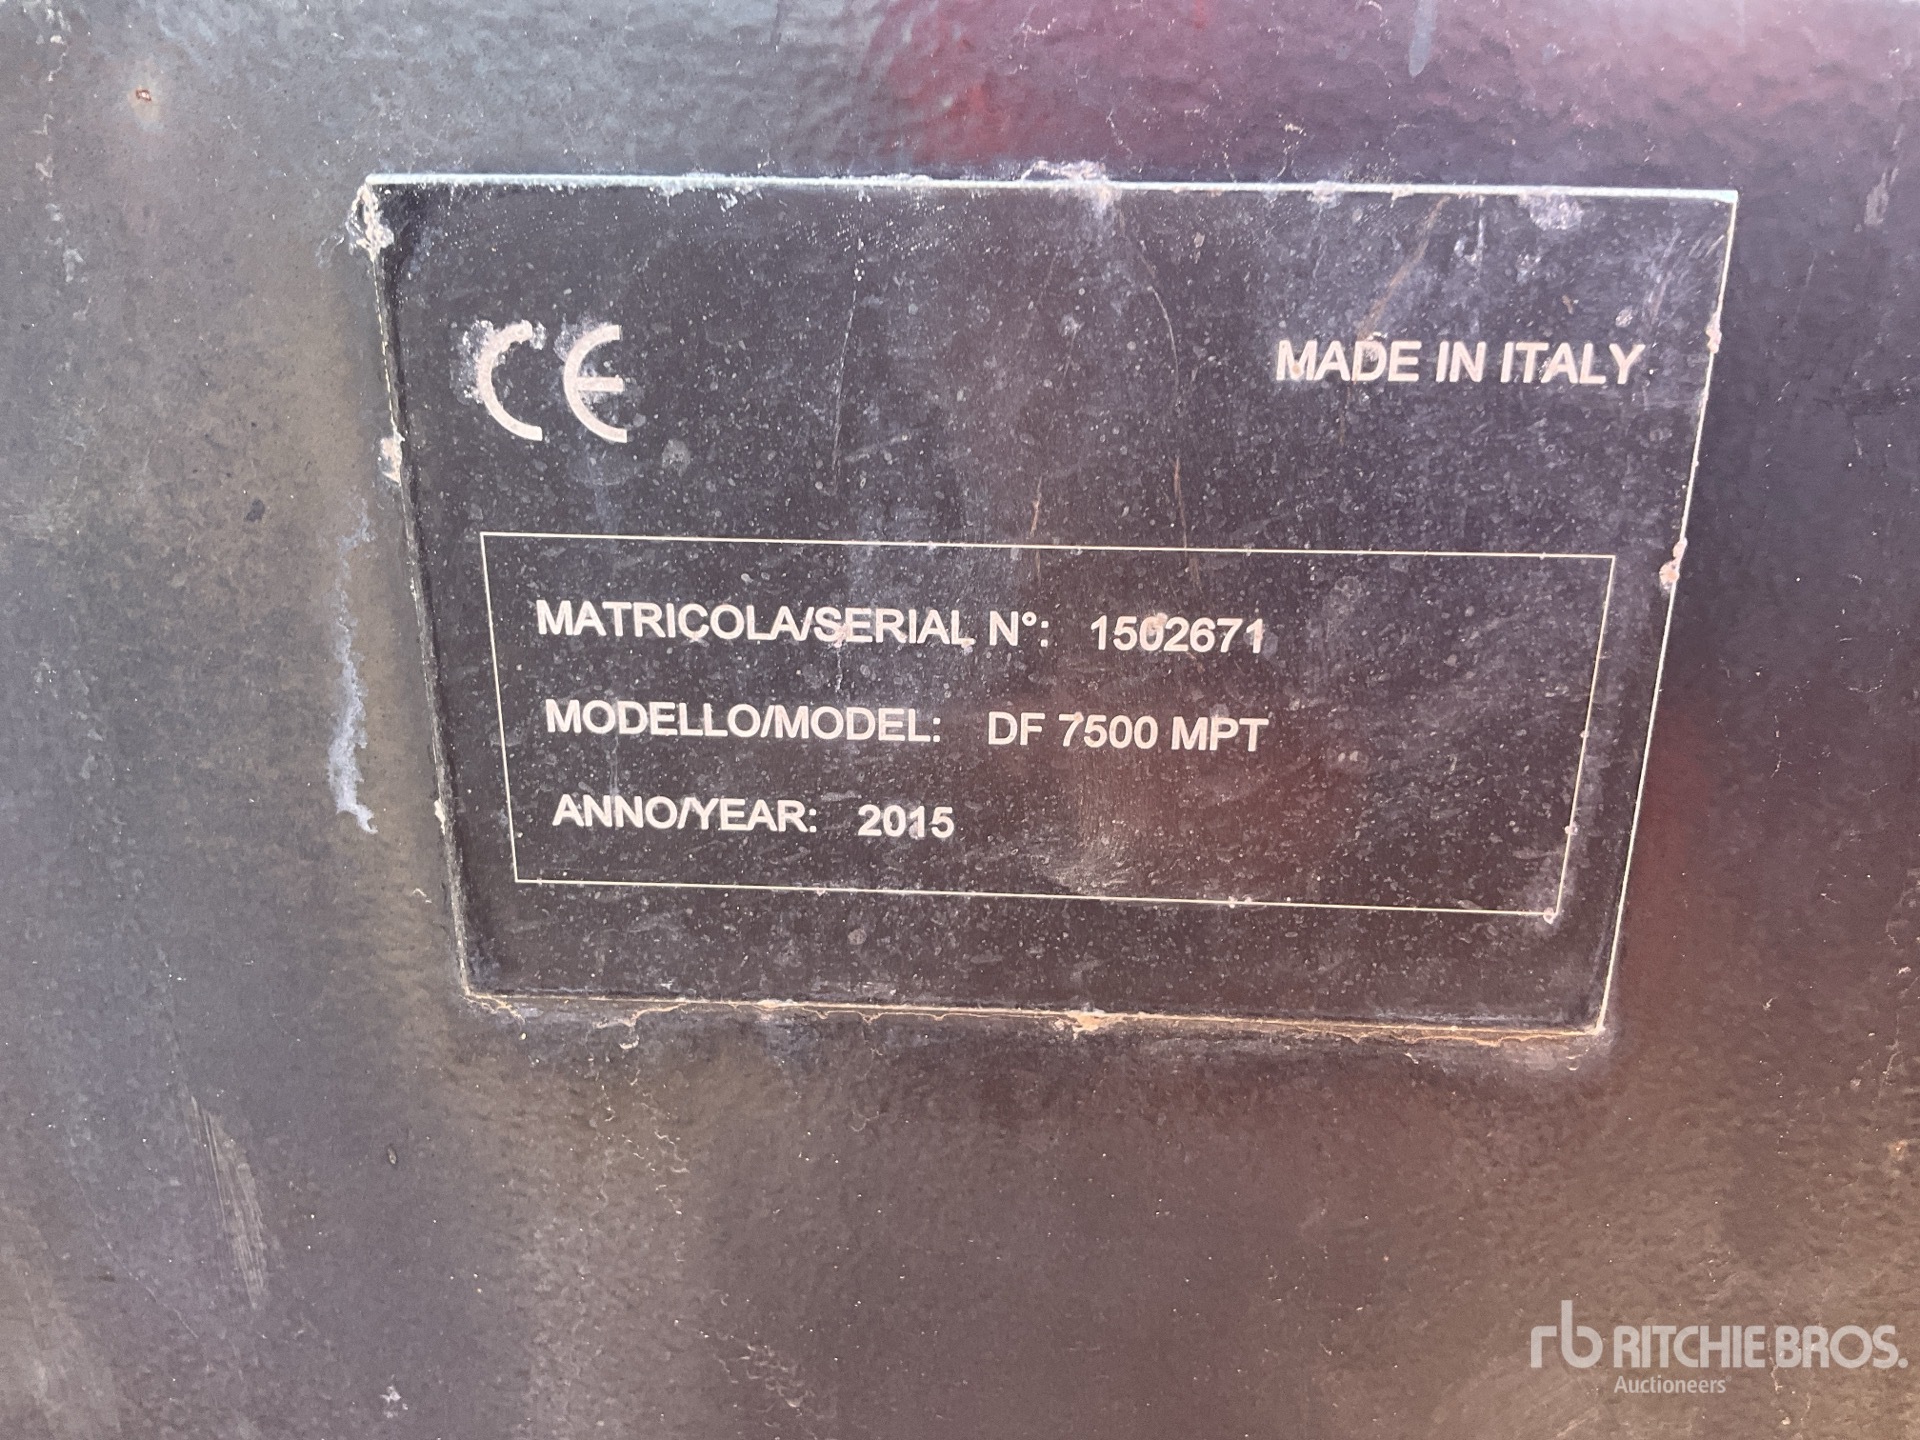 CE
MADE IN ITALY
MATRICOLA/SERIAL N°: 1502671
MODELLO/MODEL: DF 7500 MPT
ANNO/YEAR: 2015
rb RITCHIE BROS.
Auctioneers